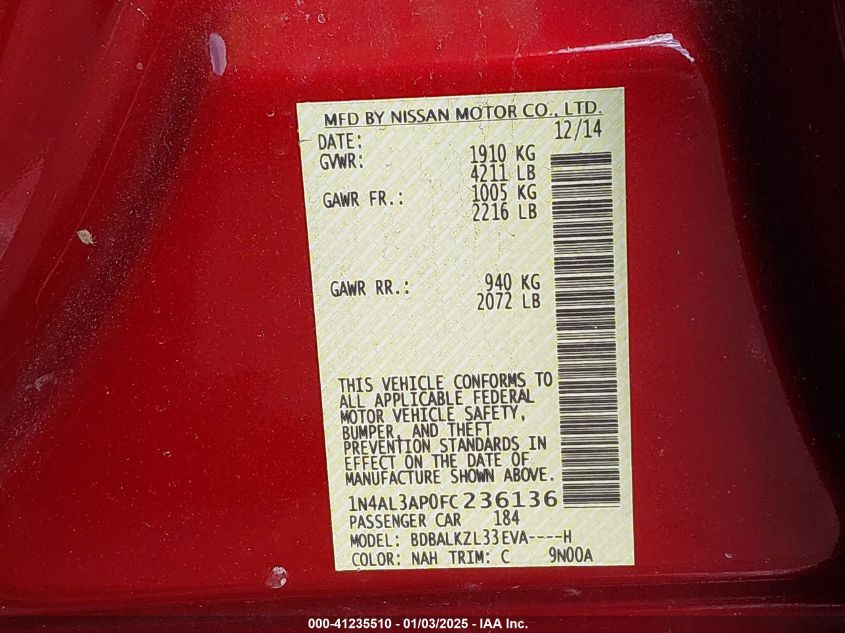 MFD BY NISSAN MOTOR CO., LTD.
DATE: 12/14
GVWR: 1910 KG
4211 LB
GAWR FR.: 1005 KG
2216 LB
GAWR RR.: 940 KG
2072 LB
THIS VEHICLE CONFORMS TO
ALL APPLICABLE FEDERAL
MOTOR VEHICLE SAFETY,
BUMPER, AND THEFT
PREVENTION STANDARDS IN
EFFECT ON THE DATE OF
MANUFACTURE SHOWN ABOVE.
1N4AL3AP0FC236136
PASSENGER CAR 184
MODEL: BDBALKZL33EVA----H
COLOR: NAH TRIM: C 9N00A
000-41235510 - 01/03/2025 - IAA Inc.